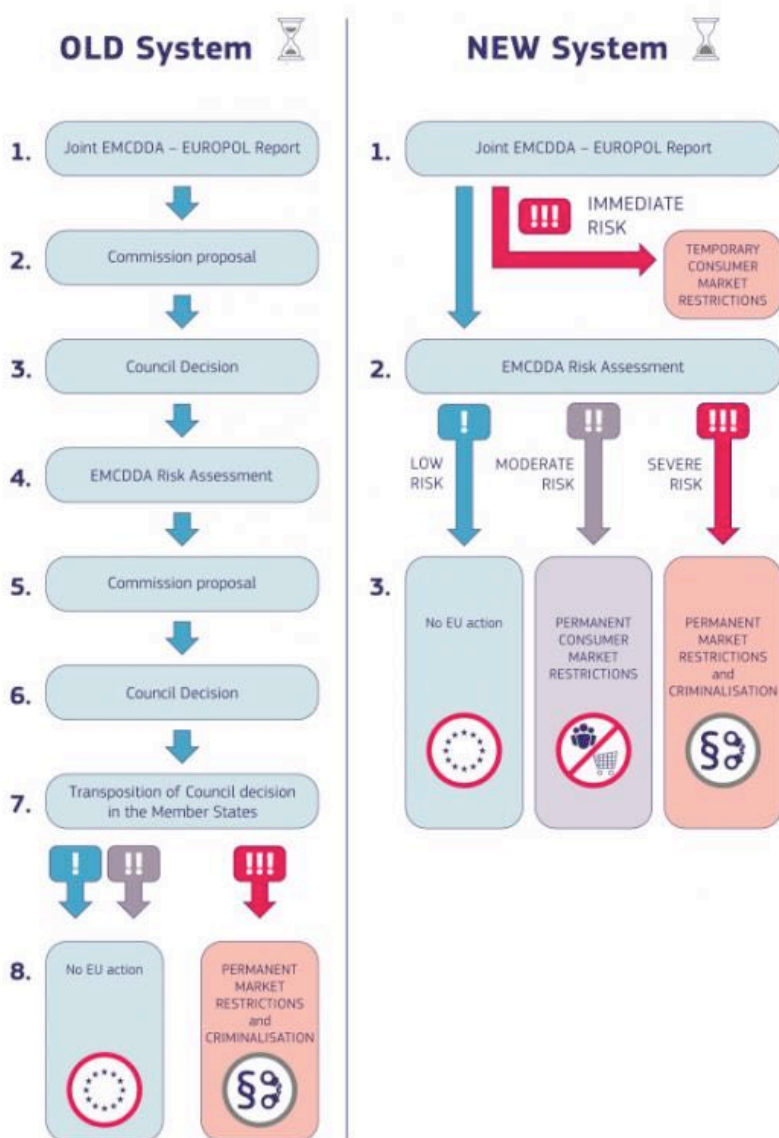 OLD System
1.
Joint EMCDDA – EUROPOL Report
2.
Commission proposal
3.
Council Decision
4.
EMCDDA Risk Assessment
5.
Commission proposal
6.
Council Decision
7.
Transposition of Council decision
in the Member States
!
!!
!!!
8.
No EU action
PERMANENT
MARKET
RESTRICTIONS
and
CRIMINALISATION
§
NEW System
1.
Joint EMCDDA – EUROPOL Report
!!!
IMMEDIATE
RISK
TEMPORARY
CONSUMER
MARKET
RESTRICTIONS
2.
EMCDDA Risk Assessment
!
LOW
RISK
!!
MODERATE
RISK
!!!
SEVERE
RISK
3.
No EU action
PERMANENT
CONSUMER
MARKET
RESTRICTIONS
PERMANENT
MARKET
RESTRICTIONS
and
CRIMINALISATION
§